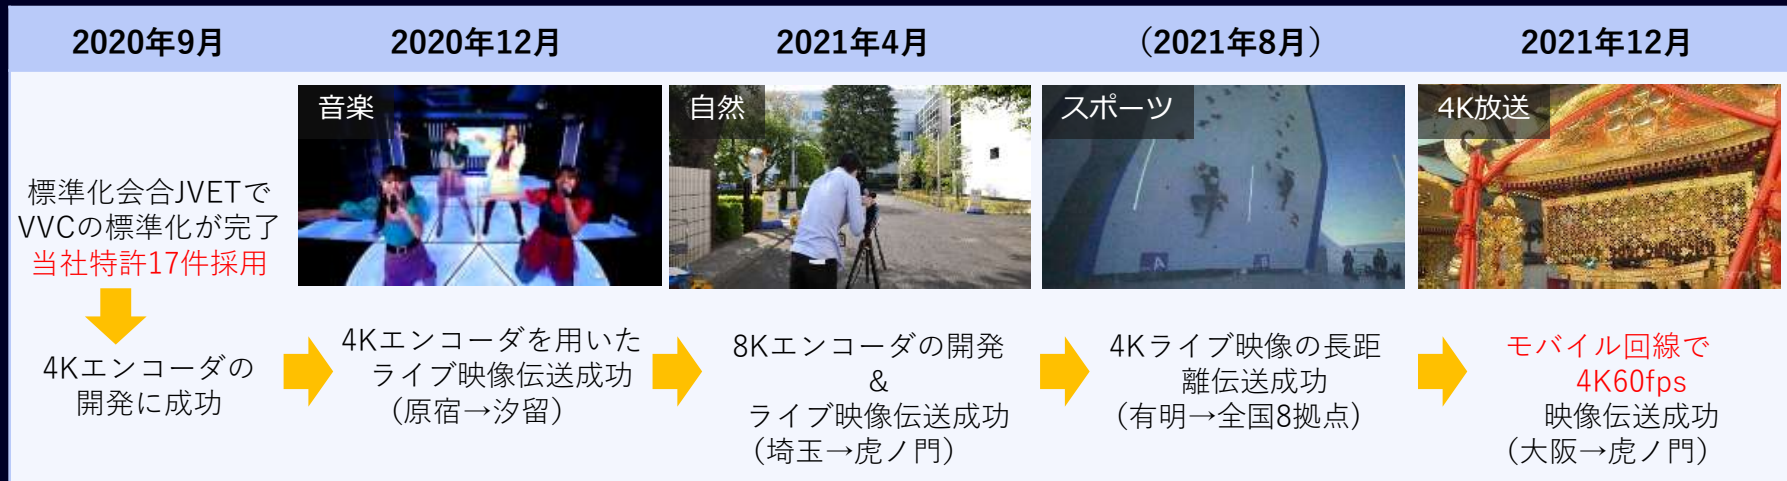 2020年9月
2020年12月
2021年4月
（2021年8月）
2021年12月
標準化会合JVETで
VVCの標準化が完了
当社特許17件採用
4Kエンコーダの
開発に成功
音楽
4Kエンコーダを用いた
ライブ映像伝送成功
（原宿→汐留）
自然
8Kエンコーダの開発
&
ライブ映像伝送成功
（埼玉→虎ノ門）
スポーツ
A
B
4Kライブ映像の長距
離伝送成功
（有明→全国8拠点）
4K放送
モバイル回線で
4K60fps
映像伝送成功
（大阪→虎ノ門）